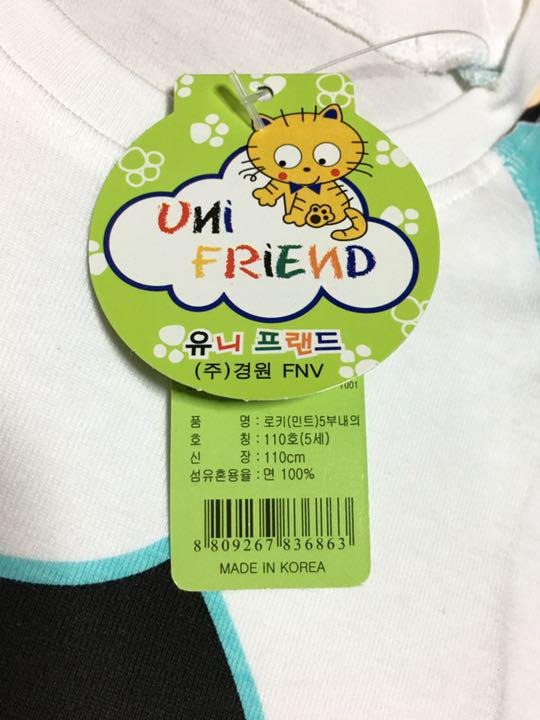 UNi
FRiEND
유니 프랜드
(주)경원 FNV
7001
품 명 : 로키(민트)5부내의
호 칭 : 110호(5세)
신 장 : 110cm
섬유혼용율 : 면 100%
8 809267 836863
MADE IN KOREA